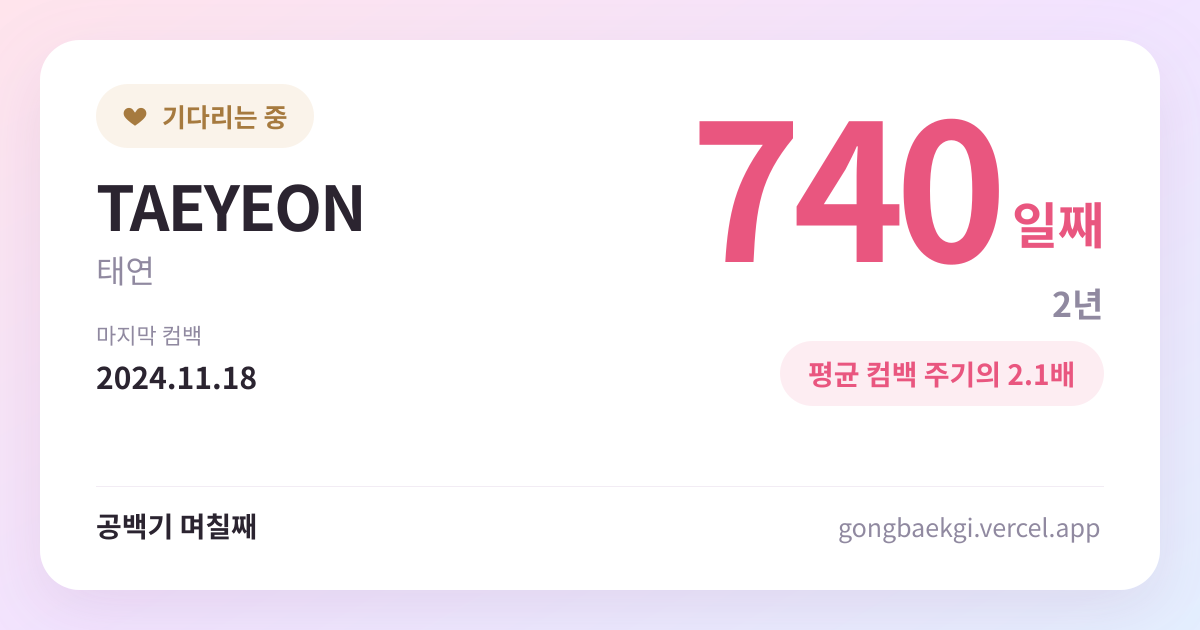 기다리는 중
TAEYEON
태연
마지막 컴백
2024.11.18
740 일째
2년
평균 컴백 주기의 2.1배
공백기 며칠째
gongbaekgi.vercel.app